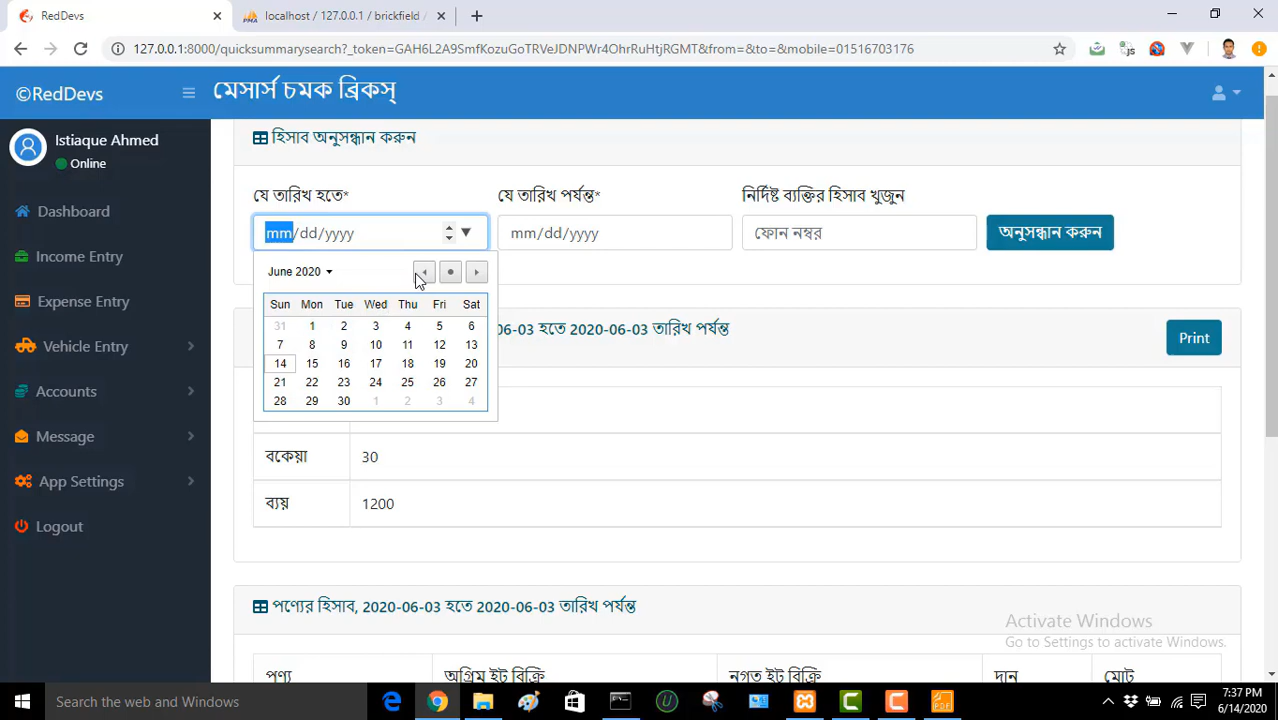 RedDevs
localhost / 127.0.0.1 / brickfield /
127.0.0.1:8000/quicksummarysearch?_token=GAH6L2A9SmfKozuGoTRVeJDNPWr4OhrRuHtjRGMT&from=&to=&mobile=01516703176
©RedDevs
মেসার্স চমক ব্রিকস্
Istiaque Ahmed
Online
Dashboard
Income Entry
Expense Entry
Vehicle Entry
Accounts
Message
App Settings
Logout
হিসাব অনুসন্ধান করুন
যে তারিখ হতে* যে তারিখ পর্যন্ত* নির্দিষ্ট ব্যক্তির হিসাব খুজুন
mm/dd/yyyy mm/dd/yyyy ফোন নম্বর অনুসন্ধান করুন
June 2020
Sun Mon Tue Wed Thu Fri Sat
31 1 2 3 4 5 6
7 8 9 10 11 12 13
14 15 16 17 18 19 20
21 22 23 24 25 26 27
28 29 30 1 2 3 4
06-03 হতে 2020-06-03 তারিখ পর্যন্ত Print
বকেয়া 30
ব্যয় 1200
পণ্যের হিসাব, 2020-06-03 হতে 2020-06-03 তারিখ পর্যন্ত
পণ্য অগ্রিম ইট বিক্রি নগত ইট বিক্রি দান মোট
Activate Windows
Go to Settings to activate Windows.
Search the web and Windows
7:37 PM
6/14/2020